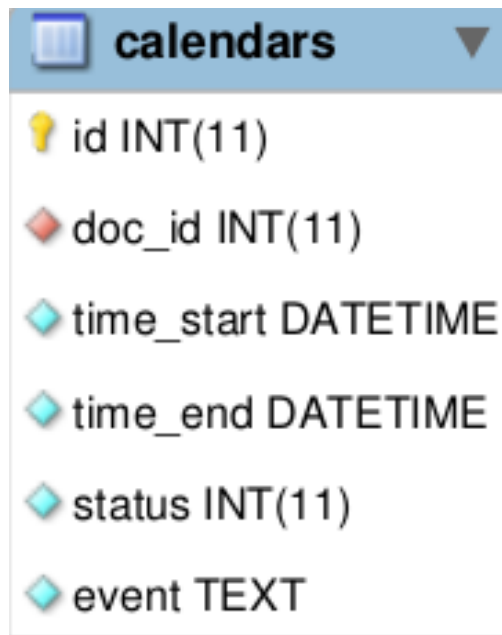 calendars
id INT(11)
doc_id INT(11)
time_start DATETIME
time_end DATETIME
status INT(11)
event TEXT